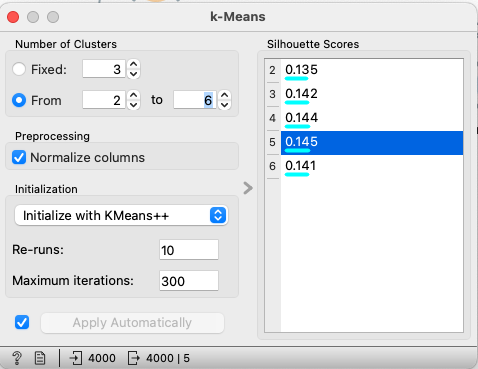 k-Means
Number of Clusters
Fixed: 3
From 2 to 6
Preprocessing
Normalize columns
Initialization
Initialize with KMeans++
Re-runs: 10
Maximum iterations: 300
Apply Automatically
Silhouette Scores
2 0.135
3 0.142
4 0.144
5 0.145
6 0.141
? 4000 4000 | 5